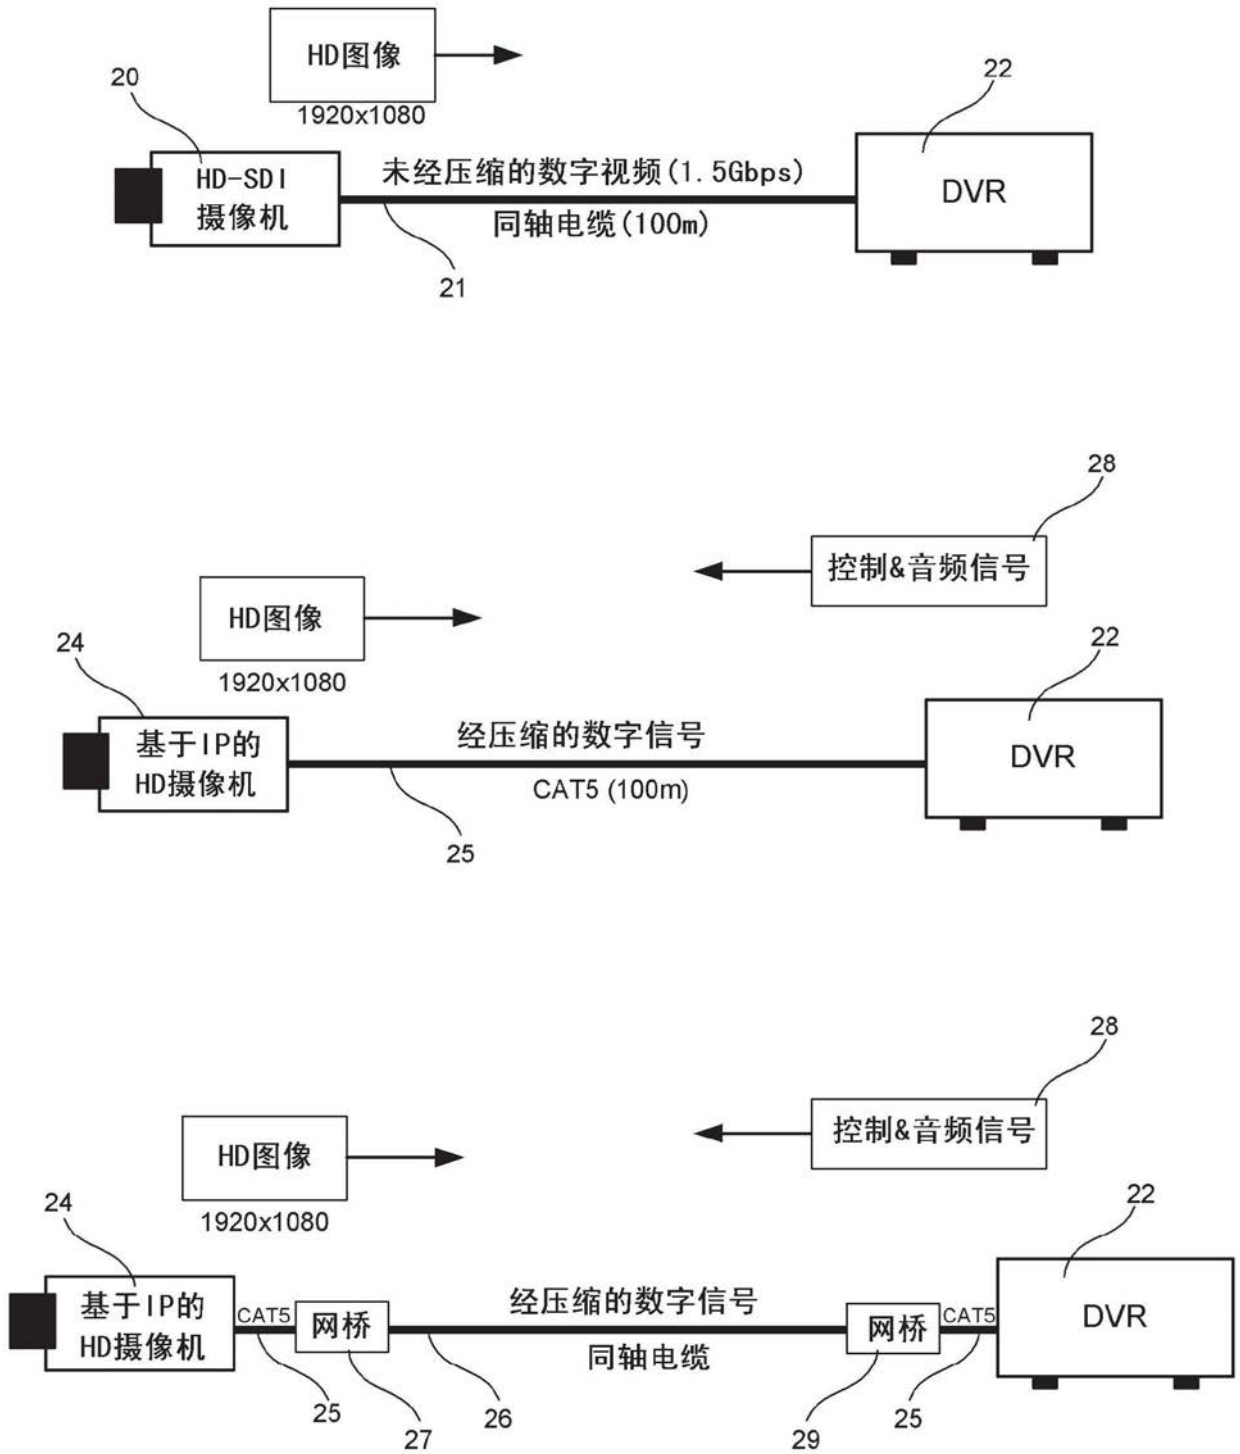 HD图像
1920x1080
20
22
HD-SDI
摄像机
未经压缩的数字视频(1.5Gbps)
同轴电缆(100m)
DVR
21
28
控制&音频信号
HD图像
1920x1080
24
22
基于IP的
HD摄像机
经压缩的数字信号
CAT5 (100m)
DVR
25
28
控制&音频信号
HD图像
1920x1080
24
22
基于IP的
HD摄像机
CAT5
网桥
经压缩的数字信号
同轴电缆
网桥
CAT5
DVR
25
27
26
29
25